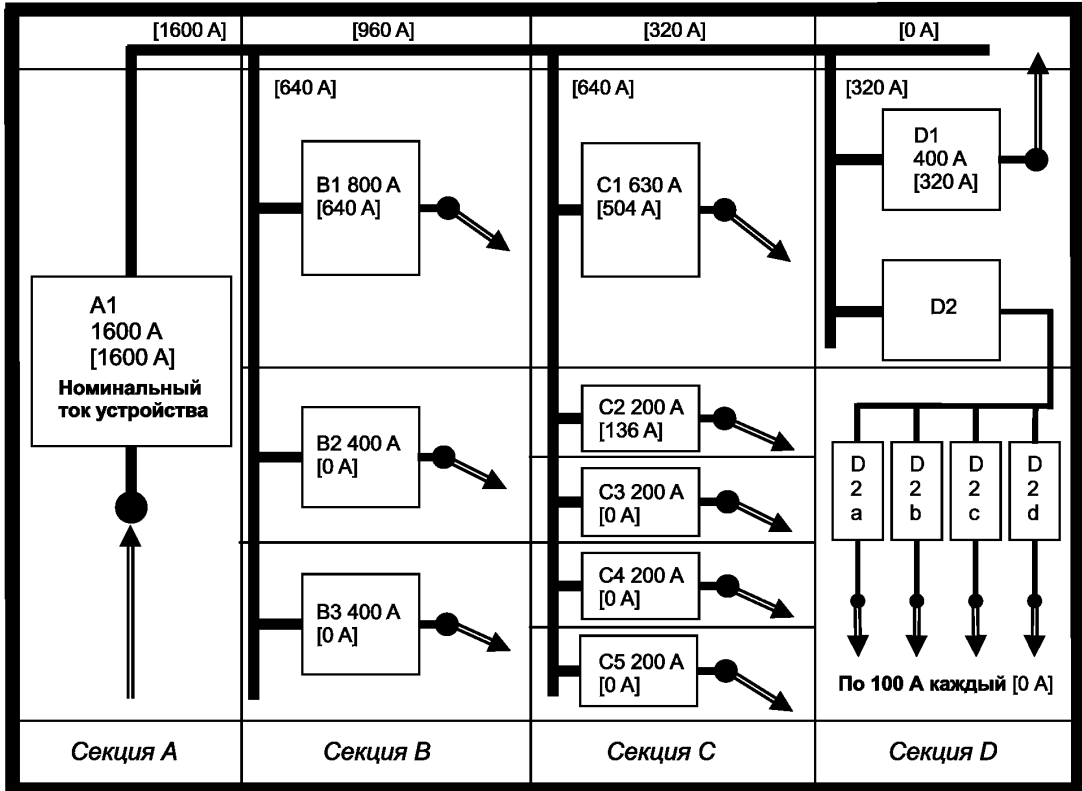 [1600 A]
[960 A]
[320 A]
[0 A]
[640 A]
[640 A]
[320 A]
A1
1600 A
[1600 A]
Номинальный
ток устройства
B1 800 A
[640 A]
B2 400 A
[0 A]
B3 400 A
[0 A]
C1 630 A
[504 A]
C2 200 A
[136 A]
C3 200 A
[0 A]
C4 200 A
[0 A]
C5 200 A
[0 A]
D1
400 A
[320 A]
D2
D
2
a
D
2
b
D
2
c
D
2
d
По 100 А каждый [0 A]
Секция A
Секция B
Секция C
Секция D